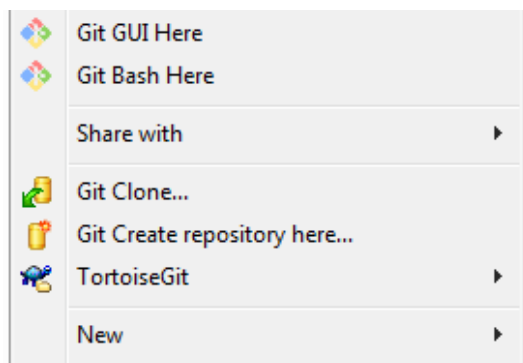 Git GUI Here
Git Bash Here
Share with
Git Clone...
Git Create repository here...
TortoiseGit
New